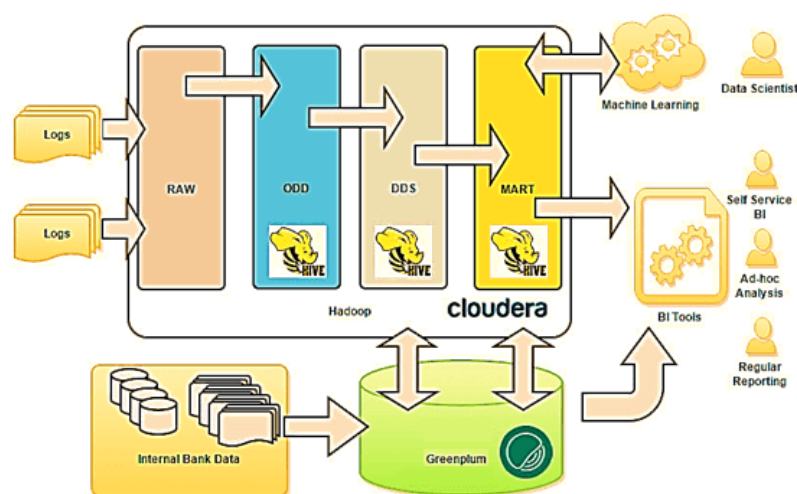 Logs
Logs
RAW
ODD
DDS
MART
HIVE
HIVE
HIVE
Hadoop
cloudera
Machine Learning
Data Scientist
Self Service
BI
Ad-hoc
Analysis
BI Tools
Regular
Reporting
Internal Bank Data
Greenplum